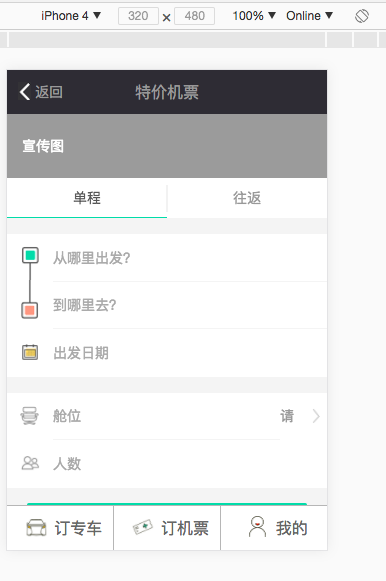 iPhone 4 ▼ 320 × 480 100% ▼ Online ▼
返回 特价机票
宣传图
单程 往返
从哪里出发?
到哪里去?
出发日期
舱位 请
人数
订专车 订机票 我的